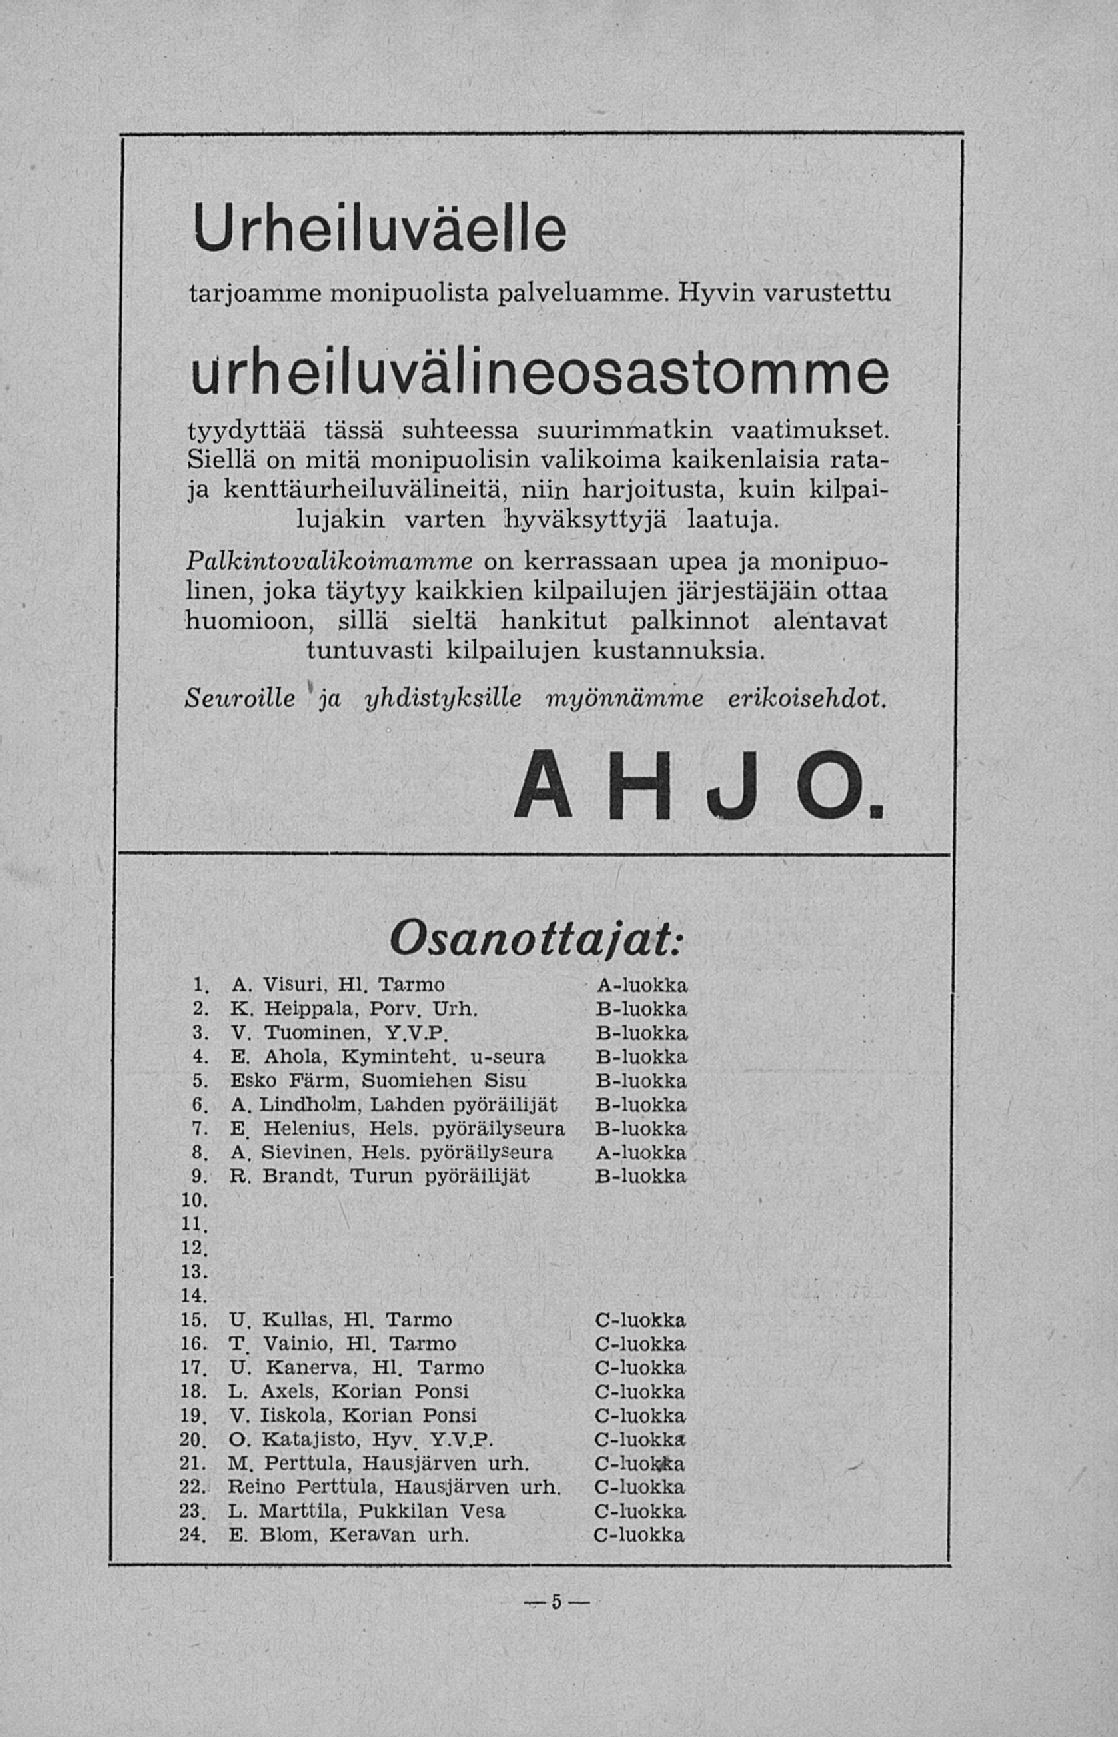 Urheiluväelle
tarjoamme monipuolista palveluamme. Hyvin varustettu
urheiluvälineosastomme
tyydyttää tässä suhteessa suurimmatkin vaatimukset.
Siellä on mitä monipuolisin valikoima kaikenlaisia rata-
ja kenttäurheiluvälineitä, niin harjoitusta, kuin kilpai-
lujakin varten hyväksyttyjä laatuja.
Palkintovalikoimamme on kerrassaan upea ja monipuo-
linen, joka täytyy kaikkien kilpailujen järjestäjäin ottaa
huomioon, sillä sieltä hankitut palkinnot alentavat
tuntuvasti kilpailujen kustannuksia.
Seuroille ja yhdistyksille myönnämme erikoisehdot.
AHJO.
Osanottajat:
1. A. Visuri, Hl. Tarmo A-luokka
2. K. Heippala, Porv. Urh. B-luokka
3. V. Tuominen, Y.V.P. B-luokka
4. E. Ahola, Kyminteht. u-seura B-luokka
5. Esko Färm, Suomiehen Sisu B-luokka
6. A. Lindholm, Lahden pyöräilijät B-luokka
7. E. Helenius, Hels. pyöräilyseura B-luokka
8. A. Sievinen, Hels. pyöräilyseura A-luokka
9. R. Brandt, Turun pyöräilijät B-luokka
10.
11.
12.
13.
14.
15. U. Kullas, Hl. Tarmo C-luokka
16. T. Vainio, Hl. Tarmo C-luokka
17. U. Kanerva, Hl. Tarmo C-luokka
18. L. Axels, Korian Ponsi C-luokka
19. V. Iiskola, Korian Ponsi C-luokka
20. O. Katajisto, Hyv. Y.V.P. C-luokka
21. M. Perttula, Hausjärven urh. C-luokka
22. Reino Perttula, Hausjärven urh. C-luokka
23. L. Marttila, Pukkilan Vesa C-luokka
24. E. Blom, Keravan urh. C-luokka
— 5 —